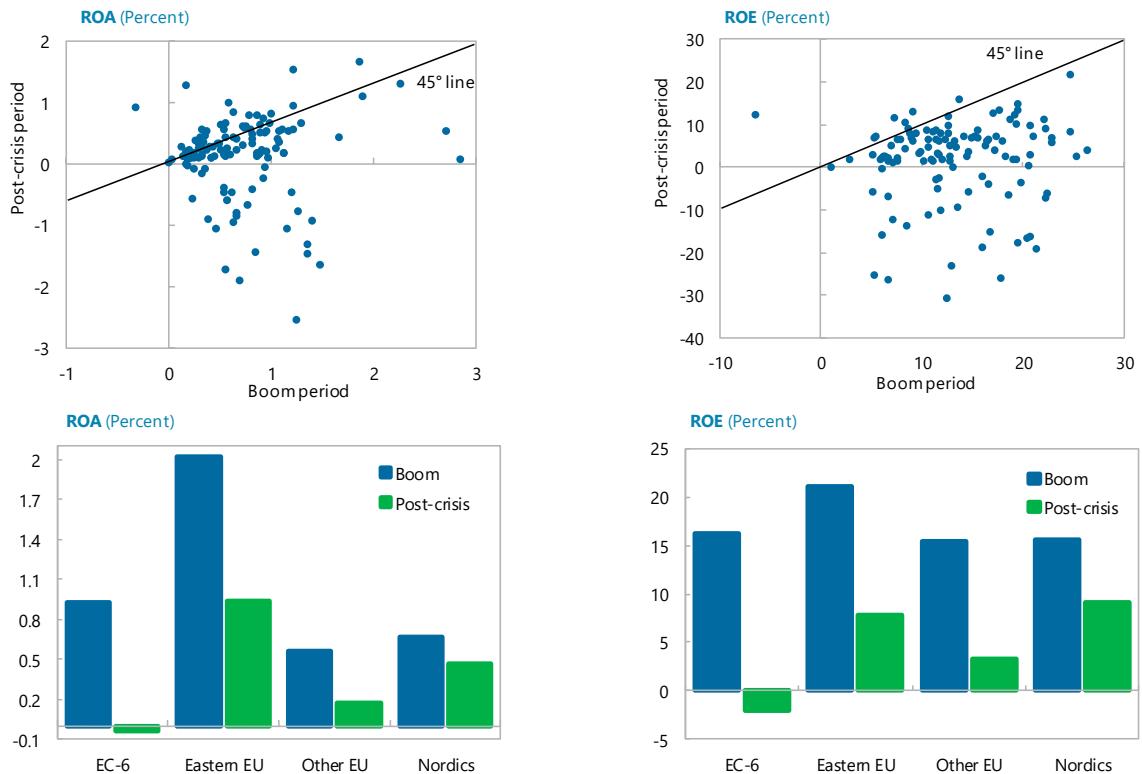 ROA (Percent)
2
1
0
-1
-2
-3
-1
0
1
2
3
45° line
Post-crisis period
Boom period
ROE (Percent)
30
20
10
0
-10
-20
-30
-40
-10
0
10
20
30
45° line
Post-crisis period
Boom period
ROA (Percent)
2
1.7
1.4
1.1
0.8
0.5
0.2
-0.1
Boom
Post-crisis
EC-6 Eastern EU Other EU Nordics
ROE (Percent)
25
20
15
10
5
0
-5
Boom
Post-crisis
EC-6 Eastern EU Other EU Nordics